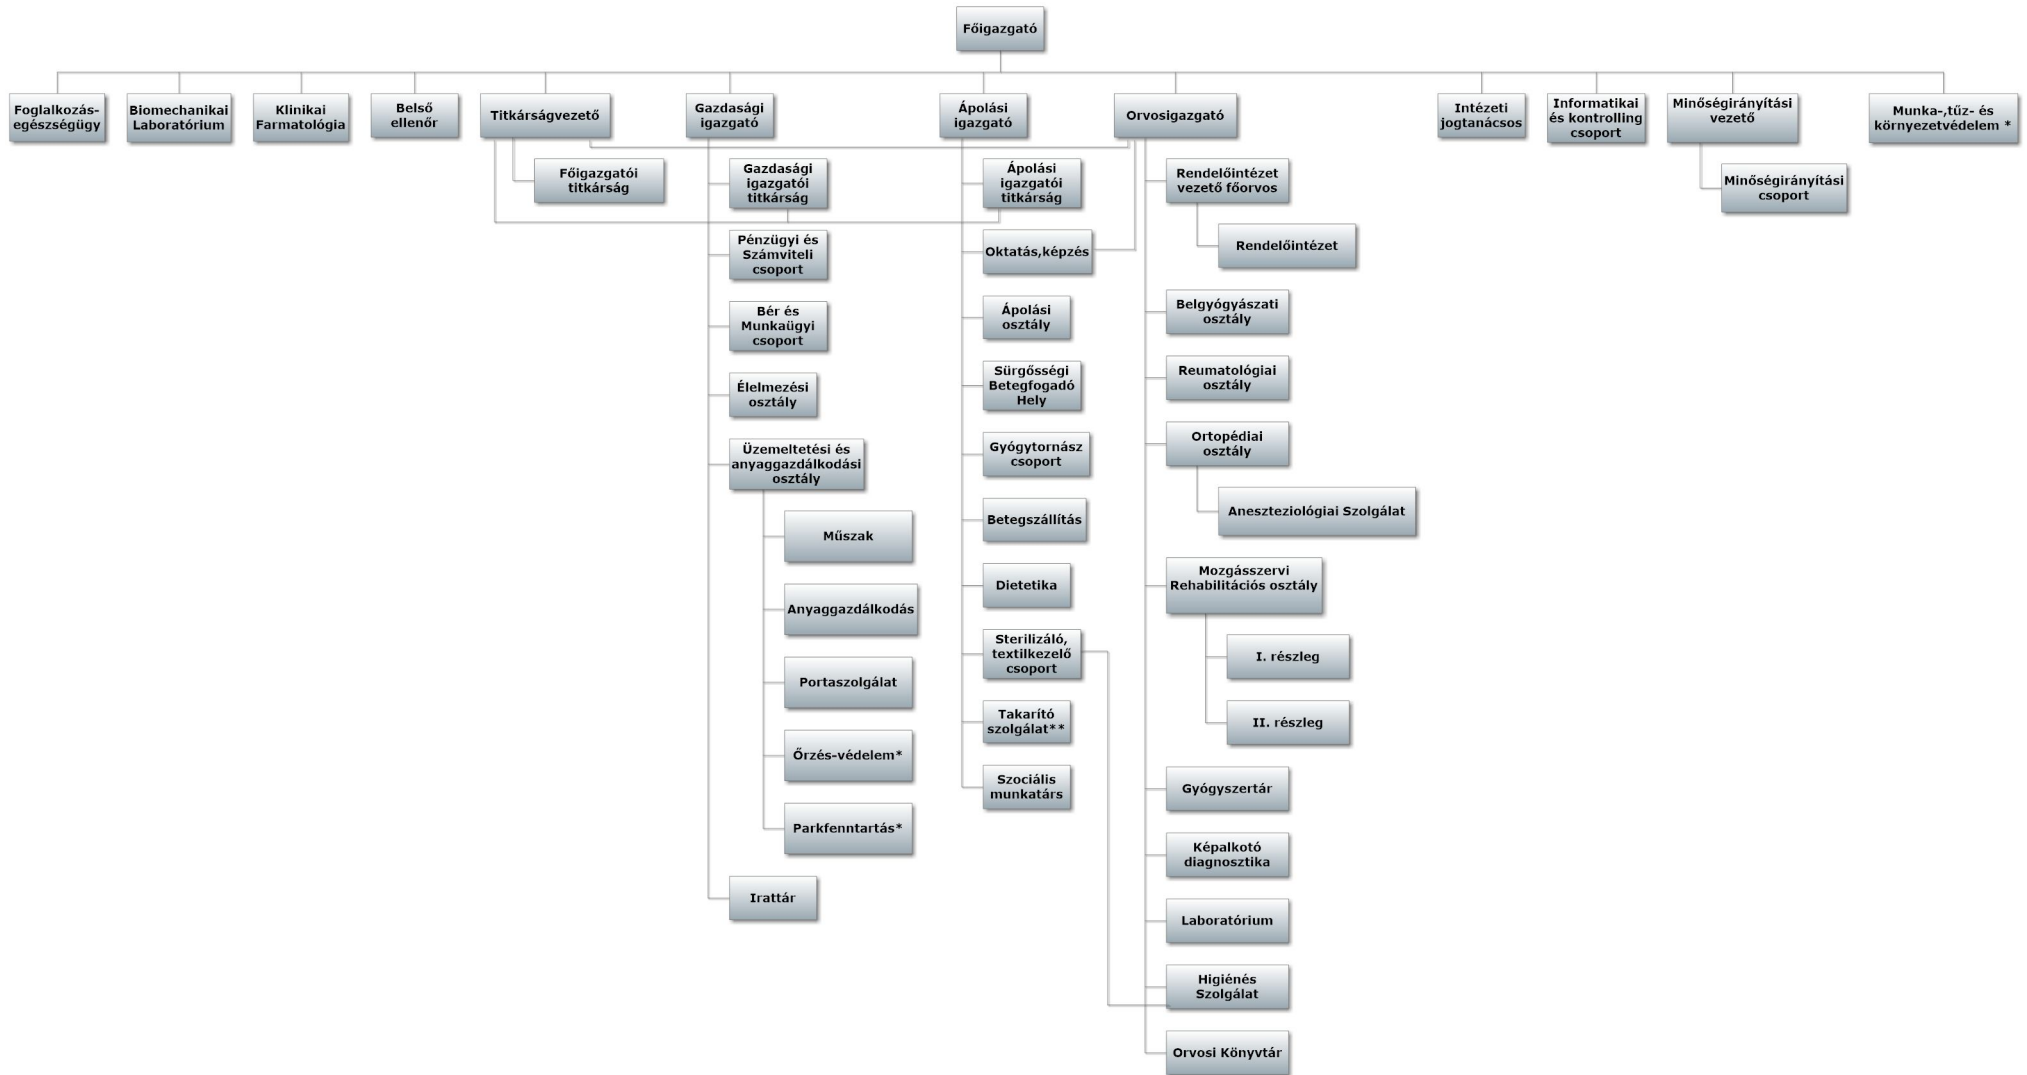 Főigazgató
Foglalkozás-
egészségügy
Biomechanikai
Laboratórium
Klinikai
Farmatológia
Belső
ellenőr
Titkárságvezető
Gazdasági
igazgató
Ápolási
igazgató
Orvosigazgató
Intézeti
jogtanácsos
Informatikai
és kontrolling
csoport
Minőségirányítási
vezető
Munka-,tűz- és
környezetvédelem *
Főigazgatói
titkárság
Gazdasági
igazgatói
titkárság
Pénzügyi és
Számviteli
csoport
Bér és
Munkaügyi
csoport
Élelmezési
osztály
Üzemeltetési és
anyaggazdálkodási
osztály
Műszak
Anyaggazdálkodás
Portaszolgálat
Őrzés-védelem*
Parkfenntartás*
Irattár
Ápolási
igazgatói
titkárság
Oktatás,képzés
Ápolási
osztály
Sürgősségi
Betegfogadó
Hely
Gyógytornász
csoport
Betegszállítás
Dietetika
Sterilizáló,
textilkezelő
csoport
Takarító
szolgálat**
Szociális
munkatárs
Rendelőintézet
vezető főorvos
Rendelőintézet
Belgyógyászati
osztály
Reumatológiai
osztály
Ortopédiai
osztály
Aneszteziológiai Szolgálat
Mozgásszervi
Rehabilitációs osztály
I. részleg
II. részleg
Gyógyszertár
Képalkotó
diagnosztika
Laboratórium
Higiénés
Szolgálat
Orvosi Könyvtár
Minőségirányítási
csoport